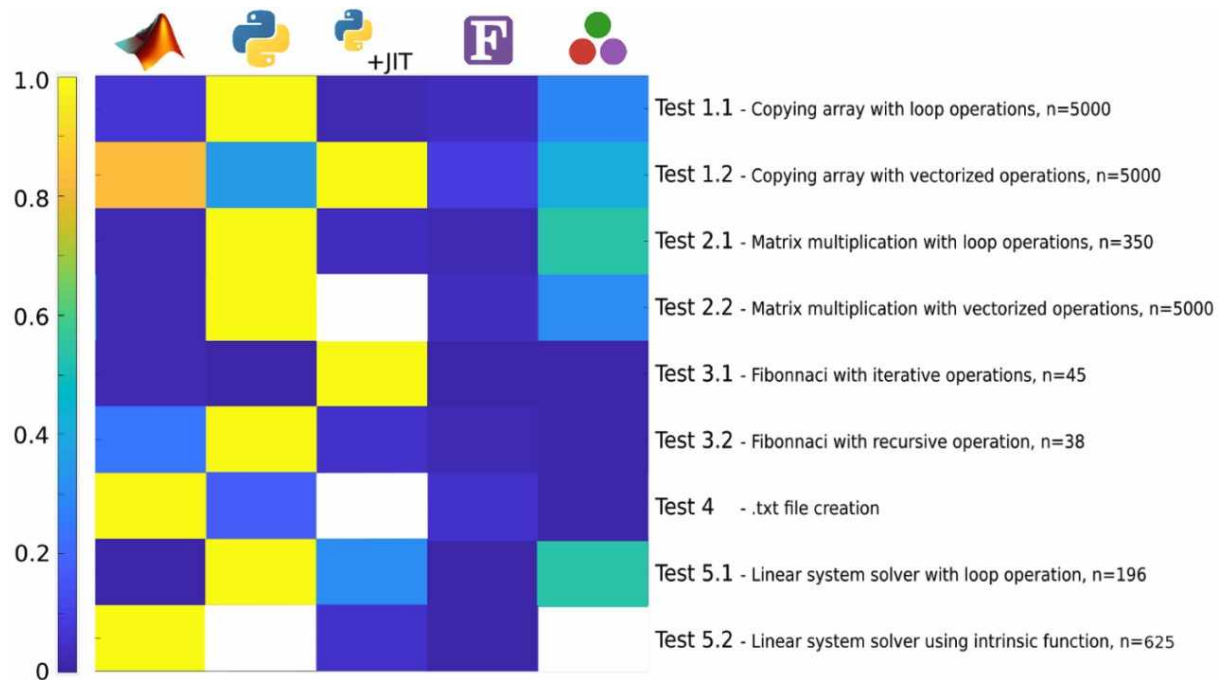 F
+JIT
1.0
0.8
0.6
0.4
0.2
0
Test 1.1 - Copying array with loop operations, n=5000
Test 1.2 - Copying array with vectorized operations, n=5000
Test 2.1 - Matrix multiplication with loop operations, n=350
Test 2.2 - Matrix multiplication with vectorized operations, n=5000
Test 3.1 - Fibonnaci with iterative operations, n=45
Test 3.2 - Fibonnaci with recursive operation, n=38
Test 4 - .txt file creation
Test 5.1 - Linear system solver with loop operation, n=196
Test 5.2 - Linear system solver using intrinsic function, n=625